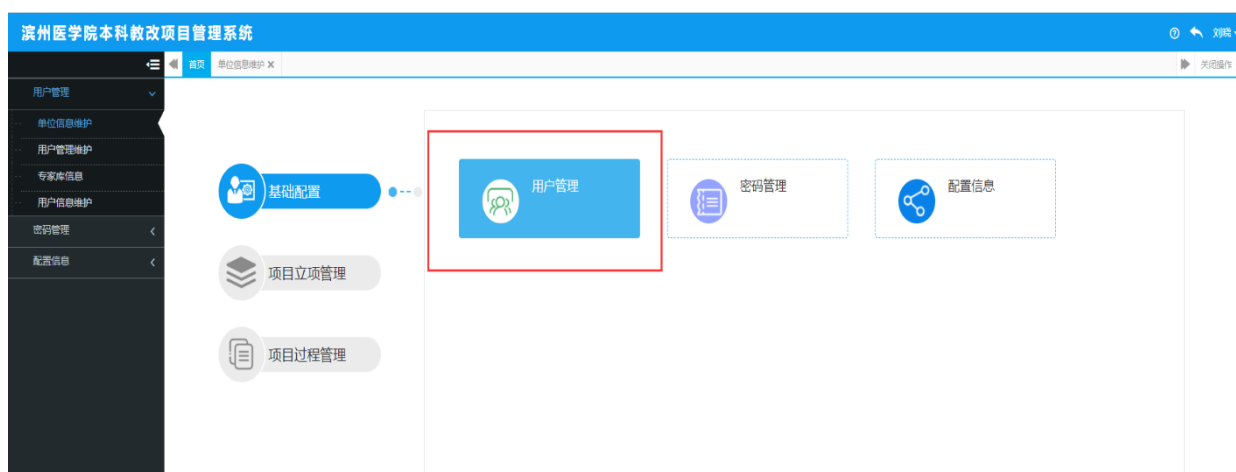 滨州医学院本科教改项目管理系统
刘晓
首页 单位信息维护
关闭操作
用户管理
单位信息维护
用户管理维护
专家库信息
用户信息维护
密码管理
配置信息
基础配置
项目立项管理
项目过程管理
用户管理
密码管理
配置信息